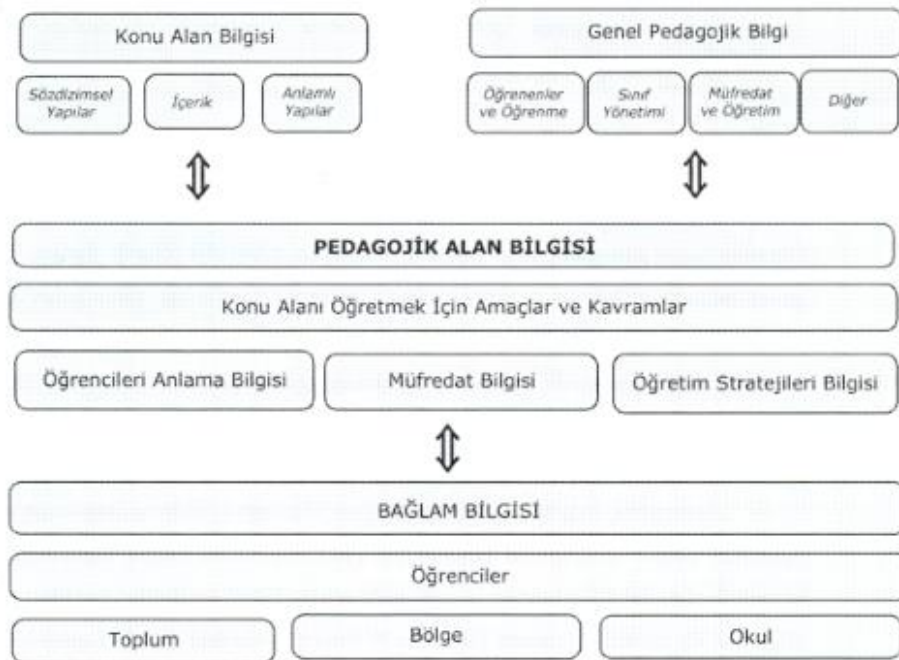 Konu Alan Bilgisi
Genel Pedagojik Bilgi
Sözdizimsel
Yapılar
İçerik
Anlamlı
Yapılar
Öğrenenler
ve Öğrenme
Sınıf
Yönetimi
Müfredat
ve Öğretim
Diğer
PEDAGOJİK ALAN BİLGİSİ
Konu Alanı Öğretmek İçin Amaçlar ve Kavramlar
Öğrencileri Anlama Bilgisi
Müfredat Bilgisi
Öğretim Stratejileri Bilgisi
BAĞLAM BİLGİSİ
Öğrenciler
Toplum
Bölge
Okul